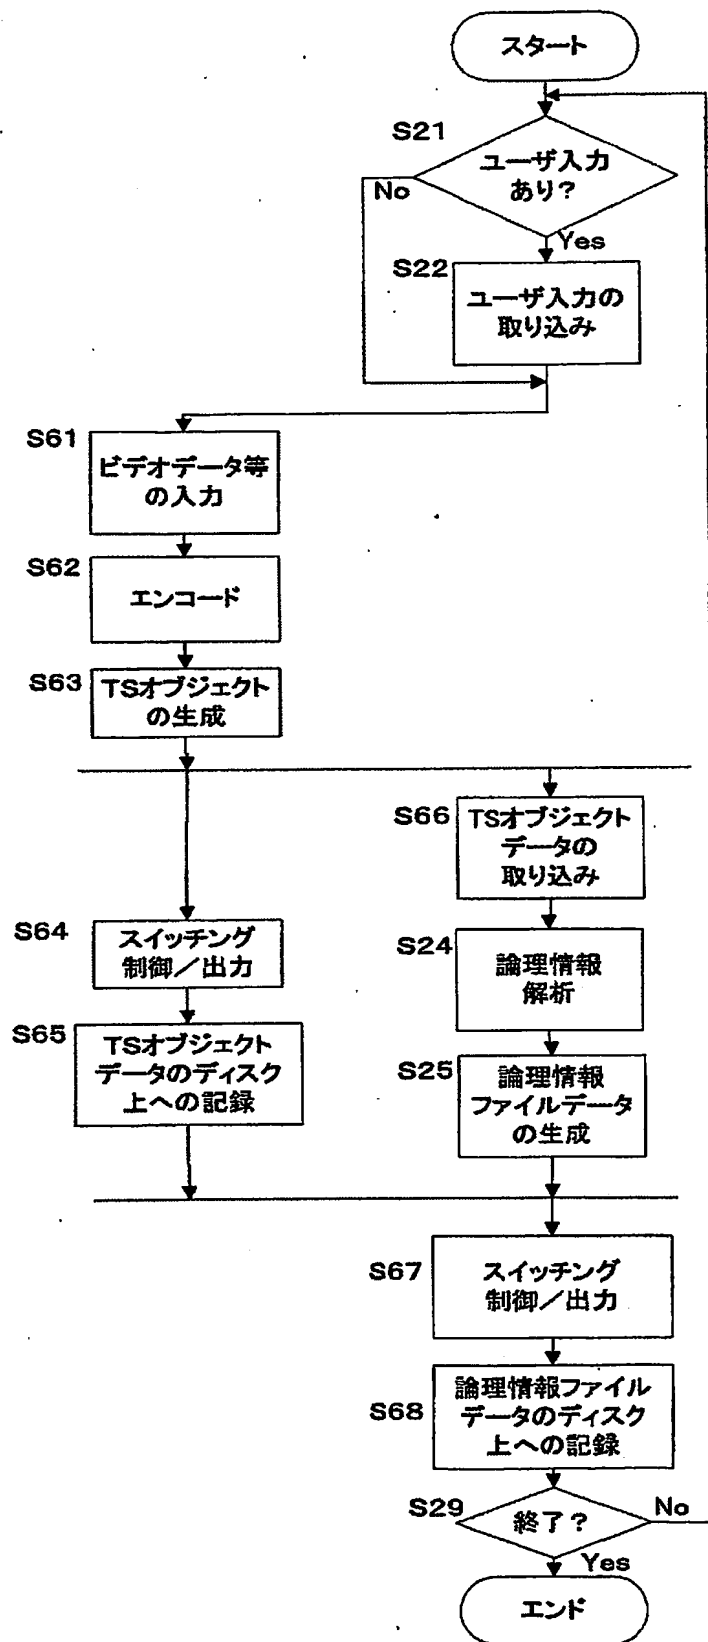 スタート
S21
ユーザ入力
あり?
No
Yes
S22
ユーザ入力の
取り込み
S61
ビデオデータ等
の入力
S62
エンコード
S63
TSオブジェクト
の生成
S66
TSオブジェクト
データの
取り込み
S64
スイッチング
制御/出力
S24
論理情報
解析
S65
TSオブジェクト
データのディスク
上への記録
S25
論理情報
ファイルデータ
の生成
S67
スイッチング
制御/出力
S68
論理情報ファイル
データのディスク
上への記録
S29
終了?
No
Yes
エンド